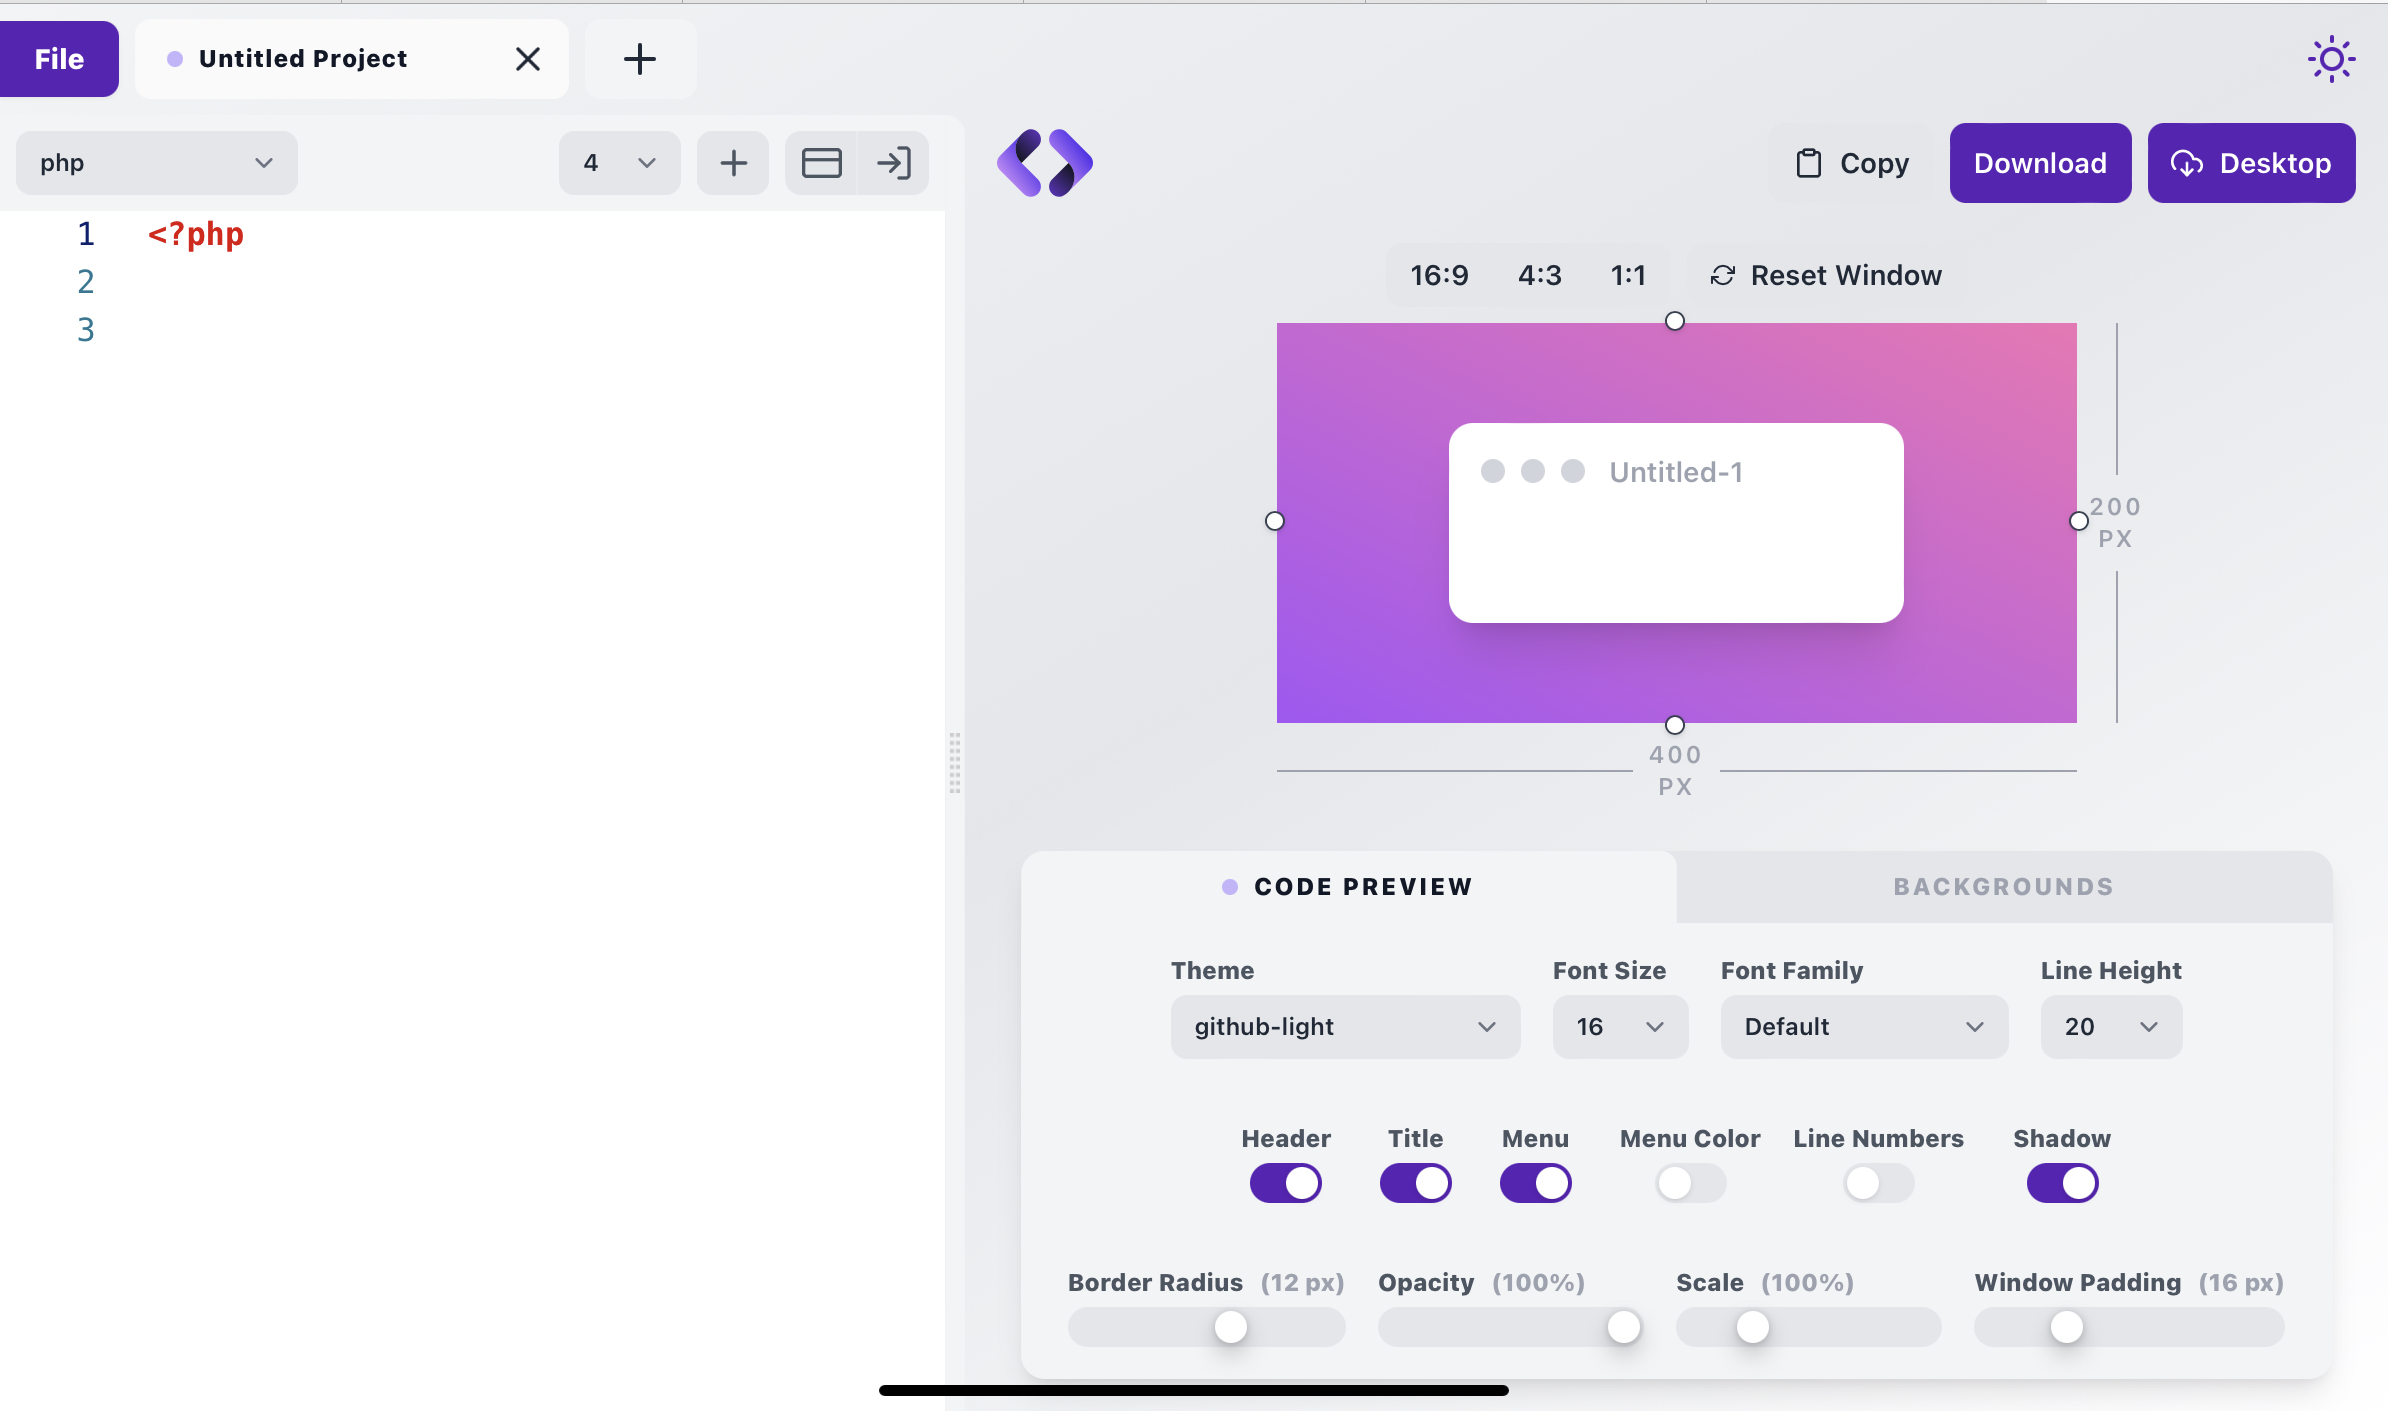 File
Untitled Project
php
4
1 <?php
2
3
Copy
Download
Desktop
16:9 4:3 1:1
Reset Window
Untitled-1
200
PX
400
PX
CODE PREVIEW
BACKGROUNDS
Theme
github-light
Font Size
16
Font Family
Default
Line Height
20
Header
Title
Menu
Menu Color
Line Numbers
Shadow
Border Radius (12 px)
Opacity (100%)
Scale (100%)
Window Padding (16 px)